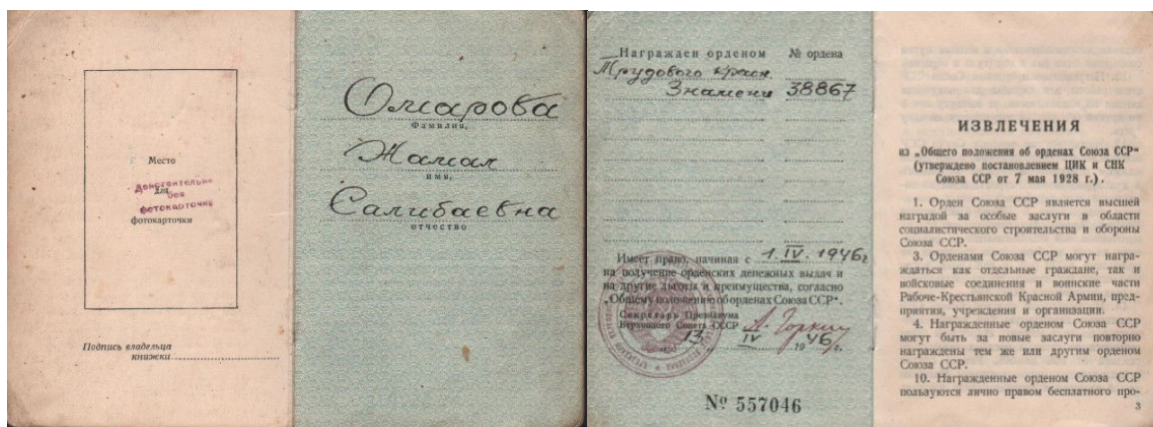 Место
для
фотокарточки
Действительно
без
фотокарточки
Подпись владельца
книжки
Омарова
Фамилия,
Жамал
имя,
Салибаевна
отчество
Награжден орденом № ордена
Трудового Красн.
Знамени 38867
Имеет право, начиная с 1.IV.1946г
на получение орденских денежных выдач и
на другие льготы и преимущества, согласно
„Общему положению об орденах Союза ССР“.
Секретарь Президиума
Верховного Совета СССР А. Горкин
13 IV 1946 г.
№ 557046
ИЗВЛЕЧЕНИЯ
из „Общего положения об орденах Союза ССР“
(утверждено постановлением ЦИК и СНК
Союза ССР от 7 мая 1928 г.).
1. Орден Союза ССР является высшей
наградой за особые заслуги в области
социалистического строительства и обороны
Союза ССР.
3. Орденами Союза ССР могут награ-
ждаться как отдельные граждане, так и
войсковые соединения и воинские части
Рабоче-Крестьянской Красной Армии, пред-
приятия, учреждения и организации.
4. Награжденные орденом Союза ССР
могут быть за новые заслуги повторно
награждены тем же или другим орденом
Союза ССР.
10. Награжденные орденом Союза ССР
пользуются лично правом бесплатного про-
3